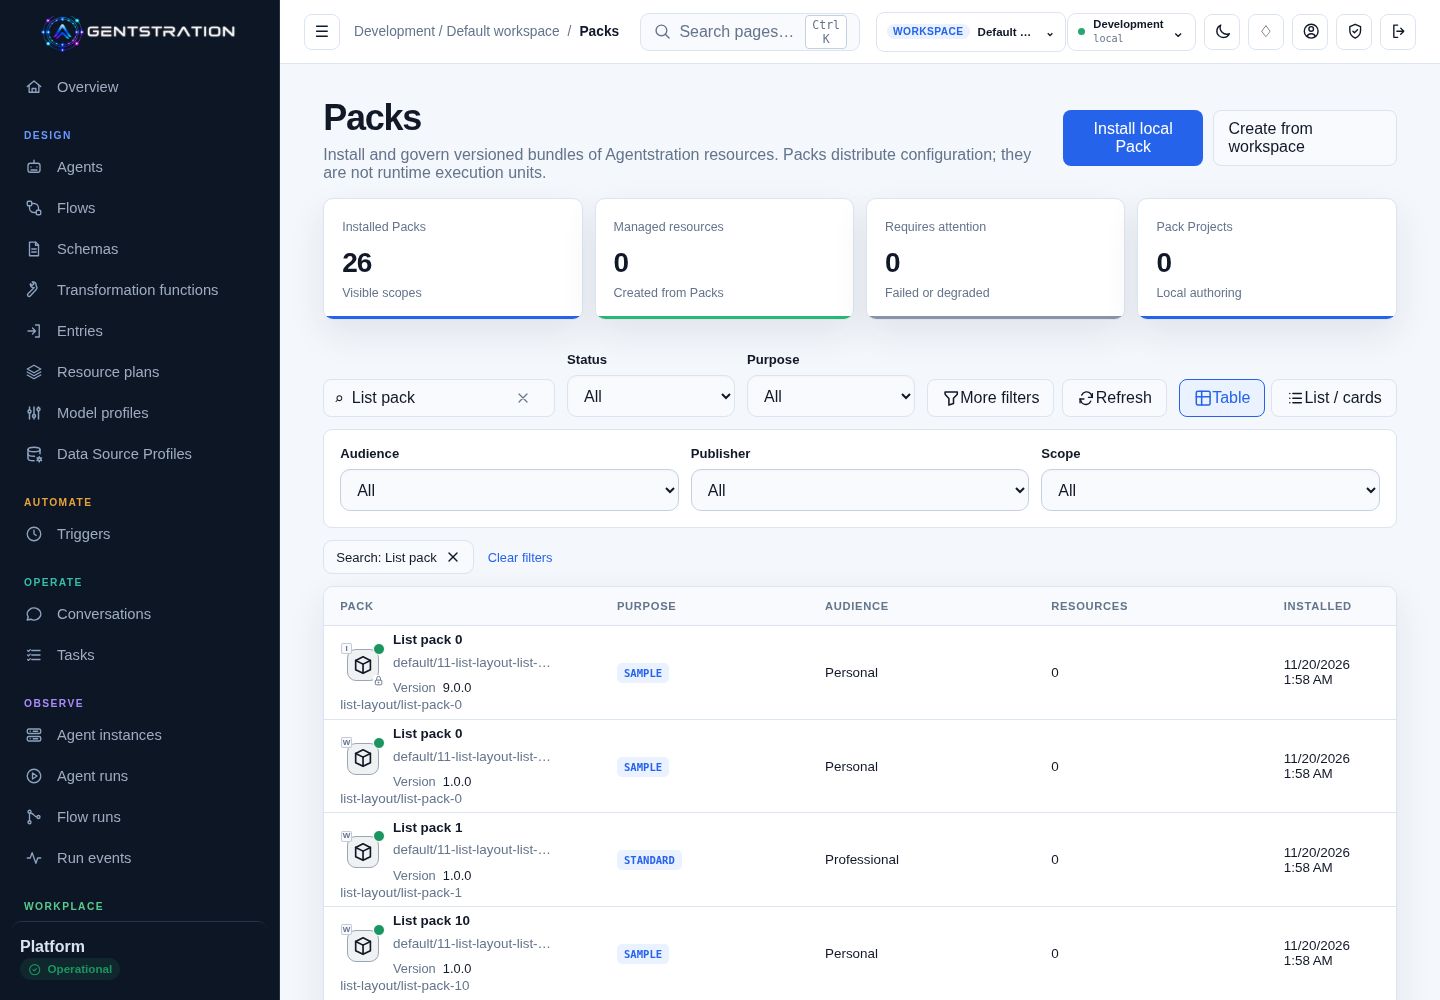 GENTSTRATION
Overview
DESIGN
Agents
Flows
Schemas
Transformation functions
Entries
Resource plans
Model profiles
Data Source Profiles
AUTOMATE
Triggers
OPERATE
Conversations
Tasks
OBSERVE
Agent instances
Agent runs
Flow runs
Run events
WORKPLACE
Platform
Operational
Development / Default workspace / Packs
Search pages…
Ctrl
K
WORKSPACE Default …
Development
local
Packs
Install and govern versioned bundles of Agentstration resources. Packs distribute configuration; they
are not runtime execution units.
Install local
Pack
Create from
workspace
Installed Packs
26
Visible scopes
Managed resources
0
Created from Packs
Requires attention
0
Failed or degraded
Pack Projects
0
Local authoring
List pack
Status
All
Purpose
All
More filters
Refresh
Table
List / cards
Audience
All
Publisher
All
Scope
All
Search: List pack
Clear filters
PACK PURPOSE AUDIENCE RESOURCES INSTALLED
I
List pack 0
default/11-list-layout-list-…
Version 9.0.0
list-layout/list-pack-0
SAMPLE
Personal
0
11/20/2026
1:58 AM
W
List pack 0
default/11-list-layout-list-…
Version 1.0.0
list-layout/list-pack-0
SAMPLE
Personal
0
11/20/2026
1:58 AM
W
List pack 1
default/11-list-layout-list-…
Version 1.0.0
list-layout/list-pack-1
STANDARD
Professional
0
11/20/2026
1:58 AM
W
List pack 10
default/11-list-layout-list-…
Version 1.0.0
list-layout/list-pack-10
SAMPLE
Personal
0
11/20/2026
1:58 AM